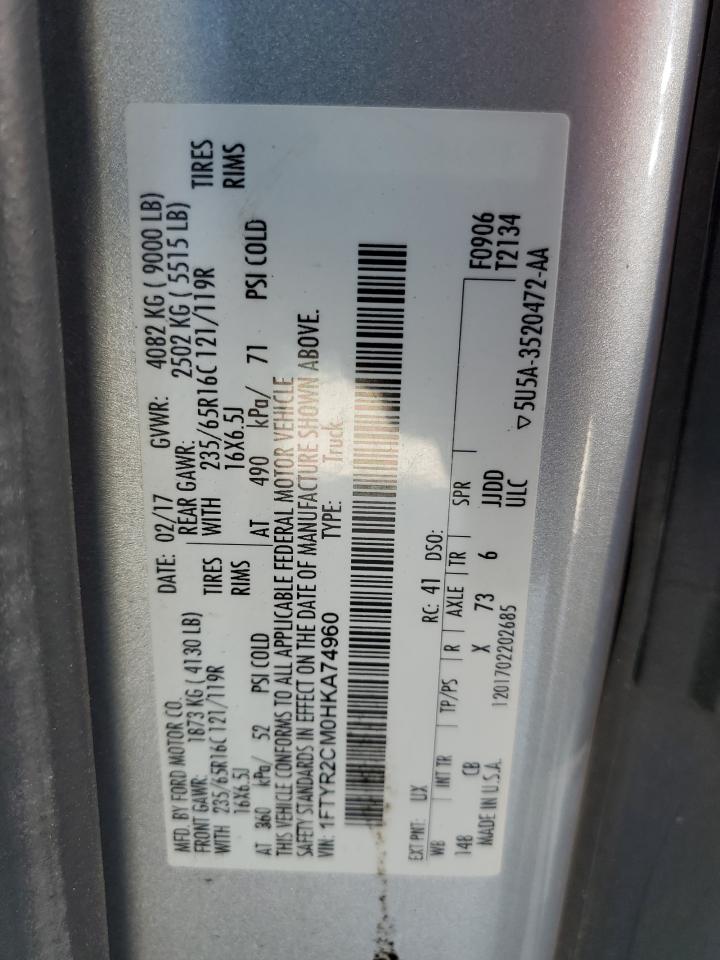 MFD. BY FORD MOTOR CO.
DATE: 02/17 GVWR: 4082 KG ( 9000 LB)
FRONT GAWR: 1873 KG ( 4130 LB) REAR GAWR: 2502 KG ( 5515 LB)
WITH 235/65R16C 121/119R TIRES WITH 235/65R16C 121/119R TIRES
16X6.5J RIMS 16X6.5J RIMS
AT 360 kPa/ 52 PSI COLD AT 490 kPa/ 71 PSI COLD
THIS VEHICLE CONFORMS TO ALL APPLICABLE FEDERAL MOTOR VEHICLE
SAFETY STANDARDS IN EFFECT ON THE DATE OF MANUFACTURE SHOWN ABOVE.
VIN: 1FTYR2CM0HKA74960 TYPE: Truck
EXT PNT: UX RC: 41 DSO:
WB INT TR TP/PS R AXLE TR SPR F0906
148 CB X 73 6 JJDD T2134
MADE IN U.S.A. 1201702202685 ULC
▽ 5U5A-3520472-AA